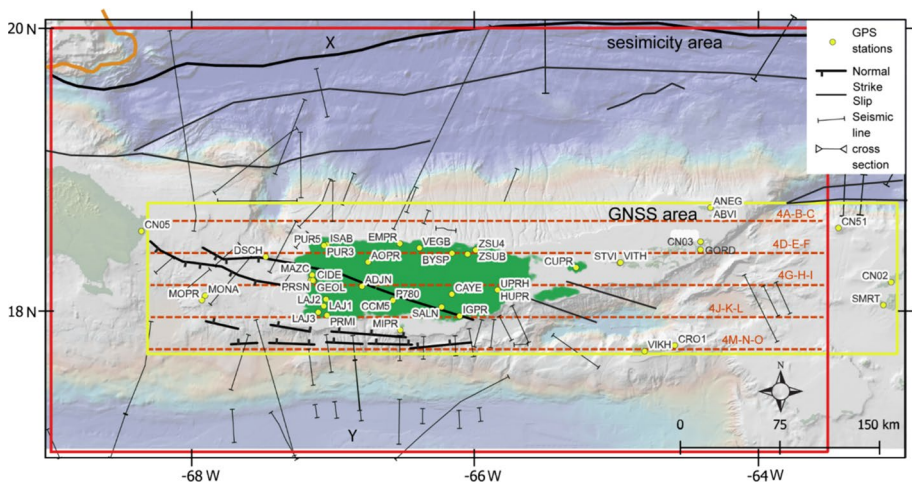 20 N
X
sesimicity area
GPS
stations
Normal
Strike
Slip
Seismic
line
cross
section
19
ANEG
ABVI
GNSS area
4A-B-C
CN05
CN51
PUR5
ISAB
EMPR
VEGB
ZSU4
CN03
DSCH
PUR3
AOPR
BYSP
ZSUB
GORD
4D-E-F
CUPR
STVI
VITH
MAZC
CIDE
4G-H-I
CN02
PRSN
GEOL
ADJN
CAYE
UPRH
MOPR
MONA
LAJ2
P780
HUPR
SMRT
LAJ1
CCM5
IGPR
18
LAJ3
PRMI
SALN
4J-K-L
MIPR
CRO1
4M-N-O
VIKH
N
0
75
150 km
Y
17 N
-68 W
-66 W
-64 W